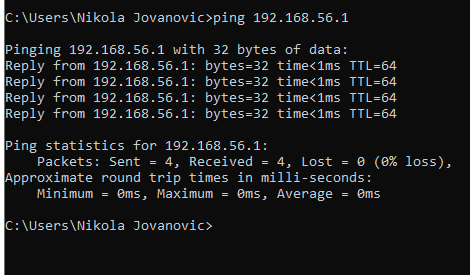 C:\Users\Nikola Jovanovic>ping 192.168.56.1
Pinging 192.168.56.1 with 32 bytes of data:
Reply from 192.168.56.1: bytes=32 time<1ms TTL=64
Reply from 192.168.56.1: bytes=32 time<1ms TTL=64
Reply from 192.168.56.1: bytes=32 time<1ms TTL=64
Reply from 192.168.56.1: bytes=32 time<1ms TTL=64
Ping statistics for 192.168.56.1:
    Packets: Sent = 4, Received = 4, Lost = 0 (0% loss),
Approximate round trip times in milli-seconds:
    Minimum = 0ms, Maximum = 0ms, Average = 0ms
C:\Users\Nikola Jovanovic>